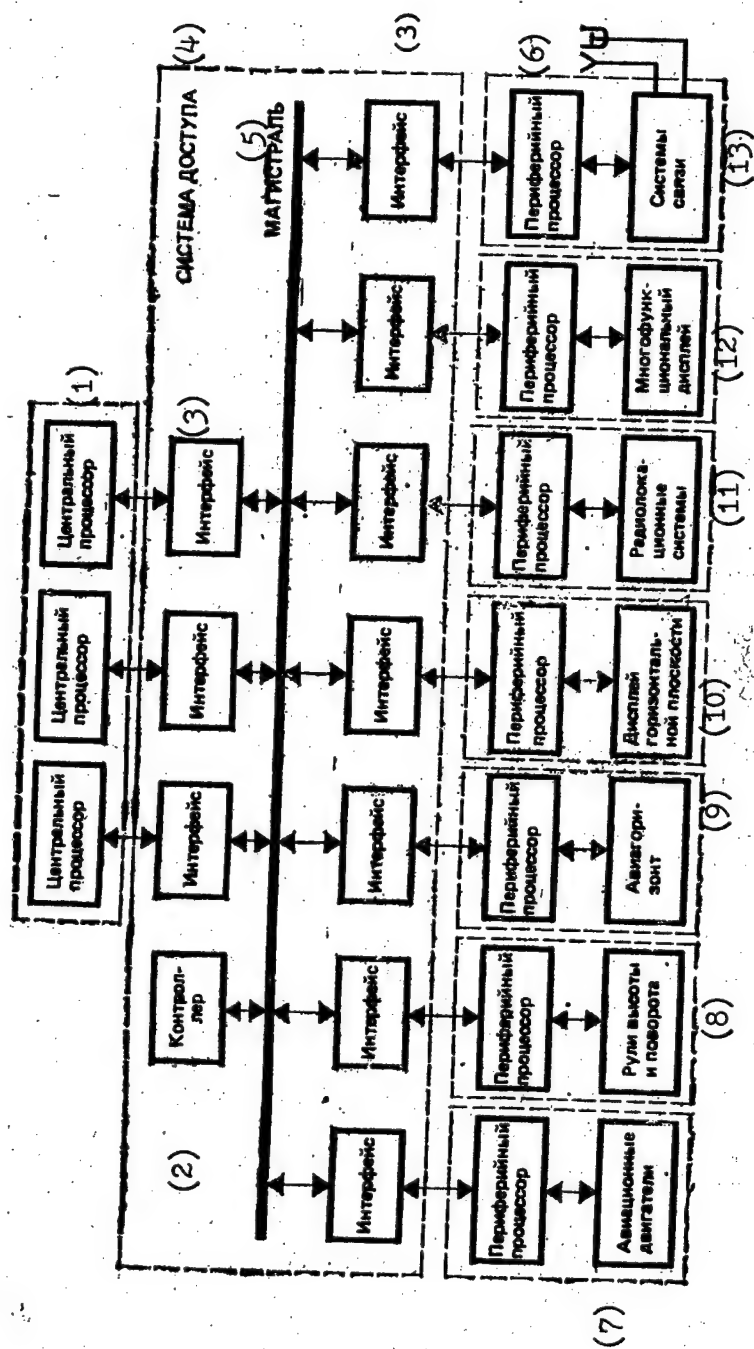 (1)
Центральный
процессор
Центральный
процессор
Центральный
процессор
(4)
СИСТЕМА ДОСТУПА
(2)
Контрол-
лер
Интерфейс
Интерфейс
Интерфейс
(3)
(5)
МАГИСТРАЛЬ
Интерфейс
Интерфейс
Интерфейс
Интерфейс
Интерфейс
Интерфейс
Интерфейс
(3)
Периферийный
процессор
Периферийный
процессор
Периферийный
процессор
Периферийный
процессор
Периферийный
процессор
Периферийный
процессор
Периферийный
процессор
(6)
(7)
Авиационные
двигатели
Рули высоты
и поворота
Авиагори-
зонт
Дисплей
горизонталь-
ной плоскости
Радиолока-
ционные
системы
Многофунк-
циональный
дисплей
Системы
связи
(8)
(9)
(10)
(11)
(12)
(13)